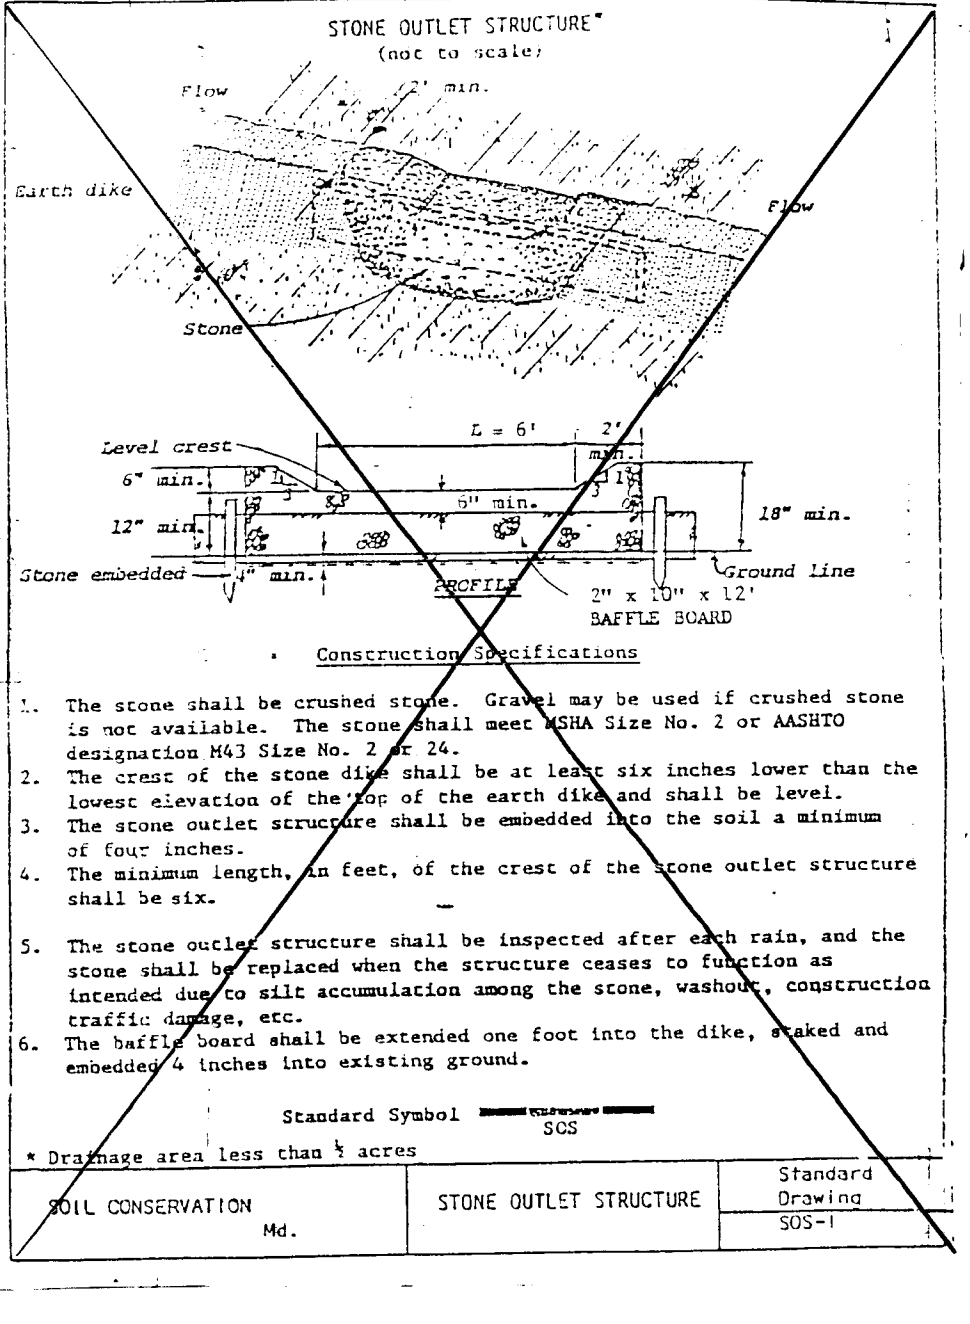 STONE OUTLET STRUCTURE*
(not to scale)
Flow
2' min.
Earth dike
Flow
Stone
L = 6'
2'
min.
Level crest
6" min.
1
3
6" min.
3
1
12" min.
18" min.
Stone embedded
4" min.
Ground line
PROFILE
2" x 10" x 12'
BAFFLE BOARD
Construction Specifications
1. The stone shall be crushed stone. Gravel may be used if crushed stone
is not available. The stone shall meet MSHA Size No. 2 or AASHTO
designation M43 Size No. 2 or 24.
2. The crest of the stone dike shall be at least six inches lower than the
lowest elevation of the top of the earth dike and shall be level.
3. The stone outlet structure shall be embedded into the soil a minimum
of four inches.
4. The minimum length, in feet, of the crest of the stone outlet structure
shall be six.
5. The stone outlet structure shall be inspected after each rain, and the
stone shall be replaced when the structure ceases to function as
intended due to silt accumulation among the stone, washout, construction
traffic damage, etc.
6. The baffle board shall be extended one foot into the dike, staked and
embedded 4 inches into existing ground.
Standard Symbol
SOS
* Drainage area less than ½ acres
SOIL CONSERVATION
Md.
STONE OUTLET STRUCTURE
Standard
Drawing
SOS-1